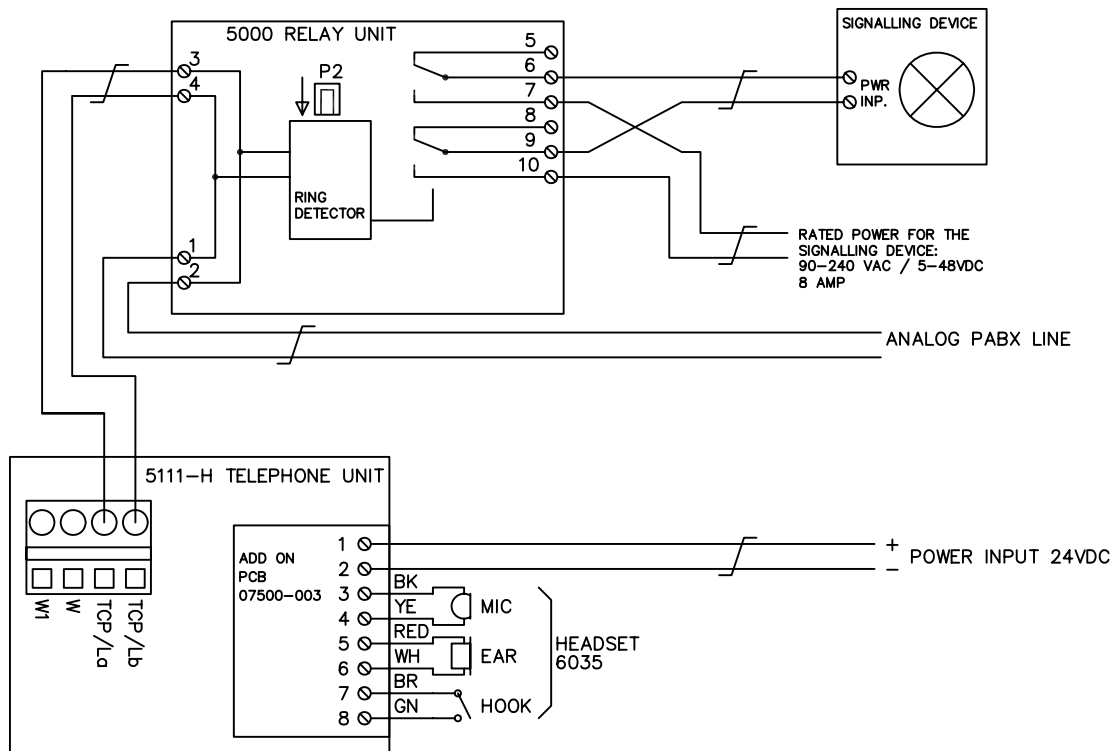 5000 RELAY UNIT
SIGNALLING DEVICE
3
4
P2
5
6
7
8
9
10
PWR
INP.
RING
DETECTOR
1
2
RATED POWER FOR THE
SIGNALLING DEVICE:
90-240 VAC / 5-48VDC
8 AMP
ANALOG PABX LINE
5111-H TELEPHONE UNIT
W1
W
TCP/La
TCP/Lb
ADD ON
PCB
07500-003
1
2
3
4
5
6
7
8
BK
YE
RED
WH
BR
GN
MIC
EAR
HOOK
HEADSET
6035
+
-
POWER INPUT 24VDC